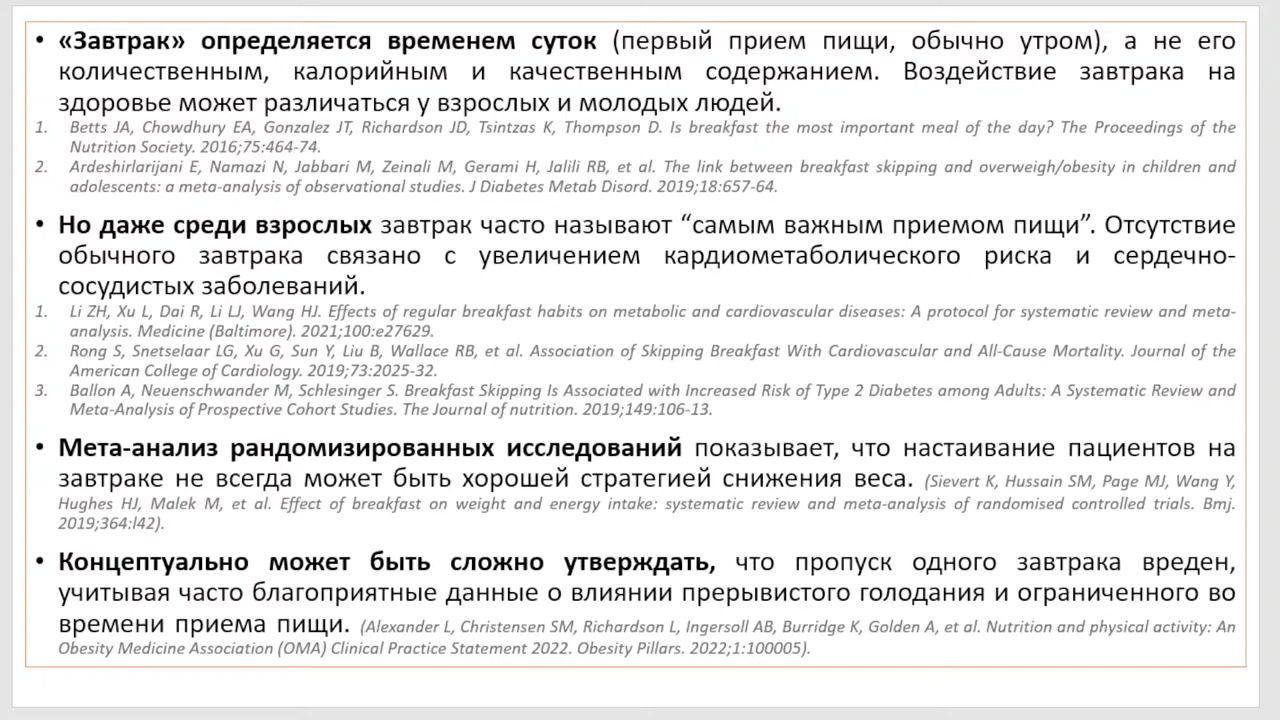 • «Завтрак» определяется временем суток (первый прием пищи, обычно утром), а не его
количественным, калорийным и качественным содержанием. Воздействие завтрака на
здоровье может различаться у взрослых и молодых людей.
1. Betts JA, Chowdhury EA, Gonzalez JT, Richardson JD, Tsintzas K, Thompson D. Is breakfast the most important meal of the day? The Proceedings of the
Nutrition Society. 2016;75:464-74.
2. Ardeshirlarijani E, Namazi N, Jabbari M, Zeinali M, Gerami H, Jalili RB, et al. The link between breakfast skipping and overweigh/obesity in children and
adolescents: a meta-analysis of observational studies. J Diabetes Metab Disord. 2019;18:657-64.
• Но даже среди взрослых завтрак часто называют “самым важным приемом пищи”. Отсутствие
обычного завтрака связано с увеличением кардиометаболического риска и сердечно-
сосудистых заболеваний.
1. Li ZH, Xu L, Dai R, Li LJ, Wang HJ. Effects of regular breakfast habits on metabolic and cardiovascular diseases: A protocol for systematic review and meta-
analysis. Medicine (Baltimore). 2021;100:e27629.
2. Rong S, Snetselaar LG, Xu G, Sun Y, Liu B, Wallace RB, et al. Association of Skipping Breakfast With Cardiovascular and All-Cause Mortality. Journal of the
American College of Cardiology. 2019;73:2025-32.
3. Ballon A, Neuenschwander M, Schlesinger S. Breakfast Skipping Is Associated with Increased Risk of Type 2 Diabetes among Adults: A Systematic Review and
Meta-Analysis of Prospective Cohort Studies. The Journal of nutrition. 2019;149:106-13.
• Мета-анализ рандомизированных исследований показывает, что настаивание пациентов на
завтраке не всегда может быть хорошей стратегией снижения веса. (Sievert K, Hussain SM, Page MJ, Wang Y,
Hughes HJ, Malek M, et al. Effect of breakfast on weight and energy intake: systematic review and meta-analysis of randomised controlled trials. Bmj.
2019;364:l42).
• Концептуально может быть сложно утверждать, что пропуск одного завтрака вреден,
учитывая часто благоприятные данные о влиянии прерывистого голодания и ограниченного во
времени приема пищи. (Alexander L, Christensen SM, Richardson L, Ingersoll AB, Burridge K, Golden A, et al. Nutrition and physical activity: An
Obesity Medicine Association (OMA) Clinical Practice Statement 2022. Obesity Pillars. 2022;1:100005).